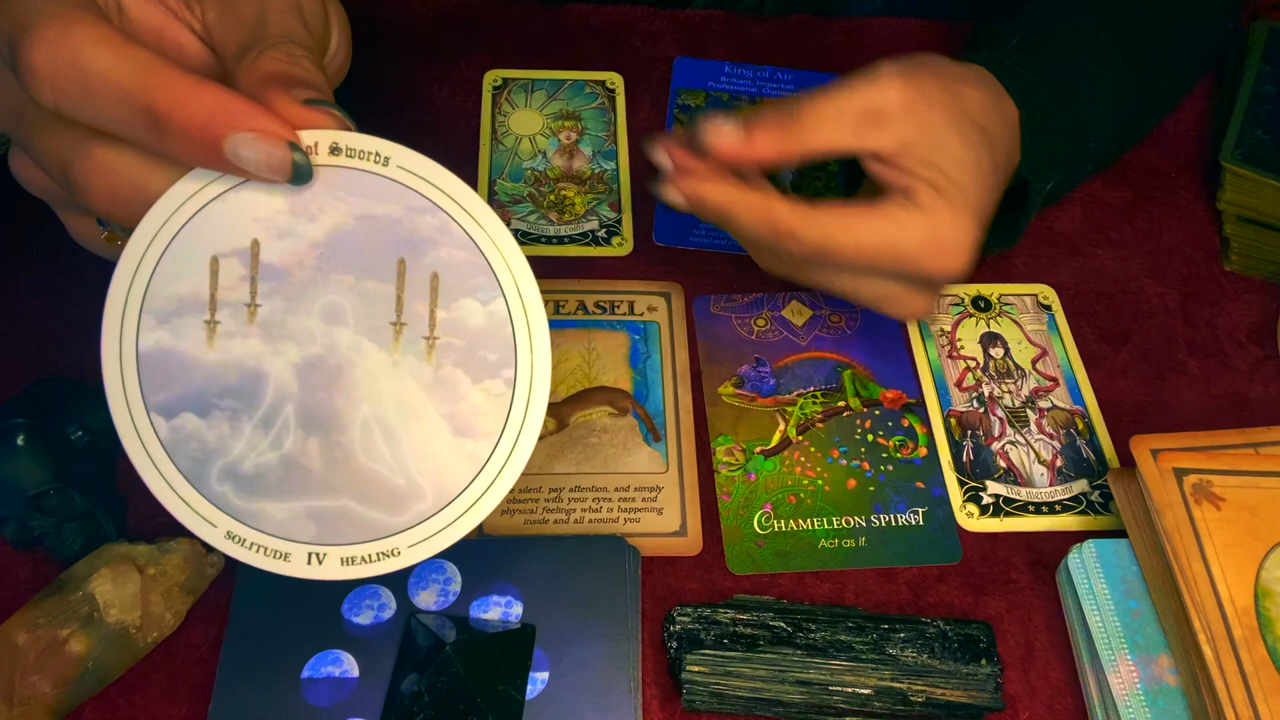 of Swords
SOLITUDE IV HEALING
Queen of Coins
King of Air
Brilliant, Impartial,
Professional,
WEASEL
silent, pay attention, and simply
observe with your eyes, ears, and
physical feelings what is happening
inside and all around you
14
CHAMELEON SPIRIT
Act as if.
V
The Hierophant